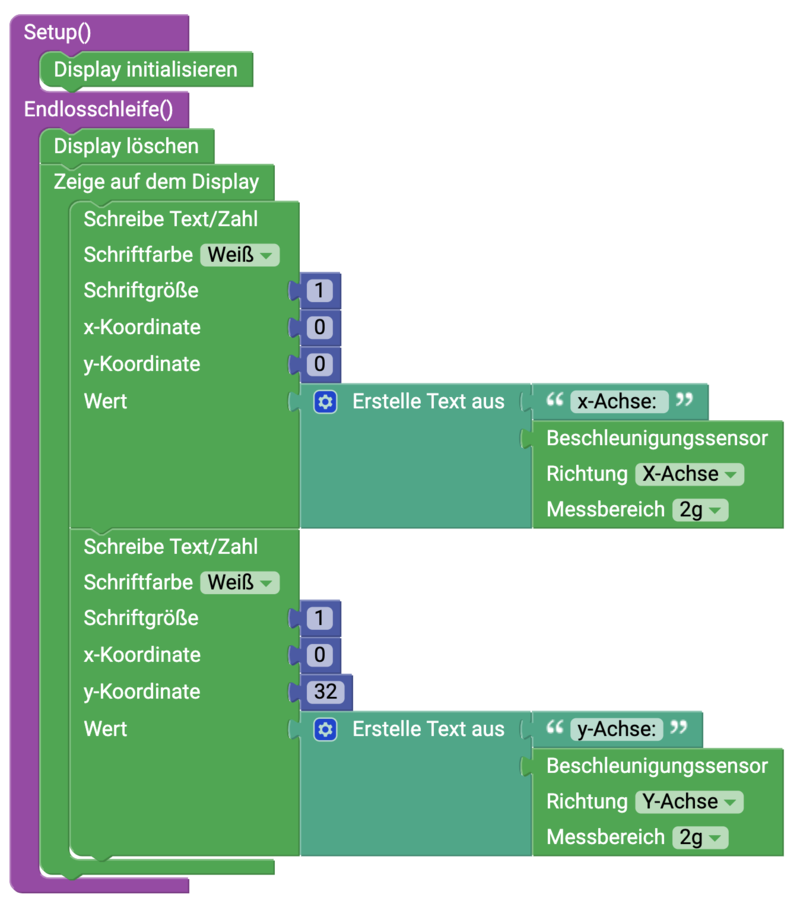 Setup()
Display initialisieren
Endlosschleife()
Display löschen
Zeige auf dem Display
Schreibe Text/Zahl
Schriftfarbe Weiß
Schriftgröße 1
x-Koordinate 0
y-Koordinate 0
Wert Erstelle Text aus “ x-Achse: ”
Beschleunigungssensor
Richtung X-Achse
Messbereich 2g
Schreibe Text/Zahl
Schriftfarbe Weiß
Schriftgröße 1
x-Koordinate 0
y-Koordinate 32
Wert Erstelle Text aus “ y-Achse: ”
Beschleunigungssensor
Richtung Y-Achse
Messbereich 2g